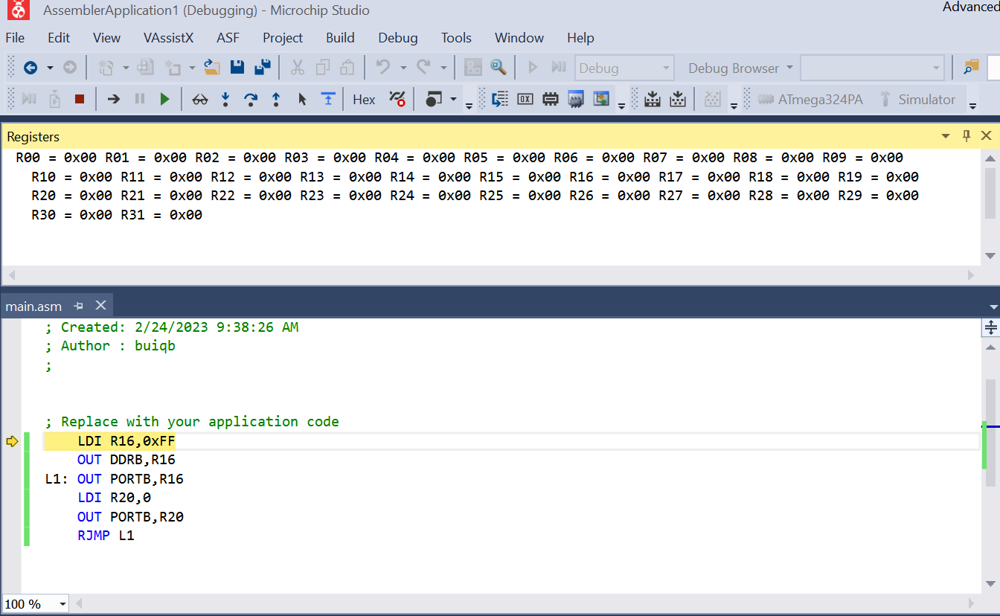 AssemblerApplication1 (Debugging) - Microchip Studio
Advanced
File Edit View VAssistX ASF Project Build Debug Tools Window Help
Debug Debug Browser
Hex ATmega324PA Simulator
Registers
R00 = 0x00 R01 = 0x00 R02 = 0x00 R03 = 0x00 R04 = 0x00 R05 = 0x00 R06 = 0x00 R07 = 0x00 R08 = 0x00 R09 = 0x00
R10 = 0x00 R11 = 0x00 R12 = 0x00 R13 = 0x00 R14 = 0x00 R15 = 0x00 R16 = 0x00 R17 = 0x00 R18 = 0x00 R19 = 0x00
R20 = 0x00 R21 = 0x00 R22 = 0x00 R23 = 0x00 R24 = 0x00 R25 = 0x00 R26 = 0x00 R27 = 0x00 R28 = 0x00 R29 = 0x00
R30 = 0x00 R31 = 0x00
main.asm
; Created: 2/24/2023 9:38:26 AM
; Author : buiqb
;
; Replace with your application code
LDI R16,0xFF
OUT DDRB,R16
L1: OUT PORTB,R16
LDI R20,0
OUT PORTB,R20
RJMP L1
100 %